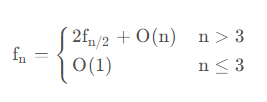 fₙ = { 2fₙ/₂ + O(n) n > 3
O(1) n ≤ 3